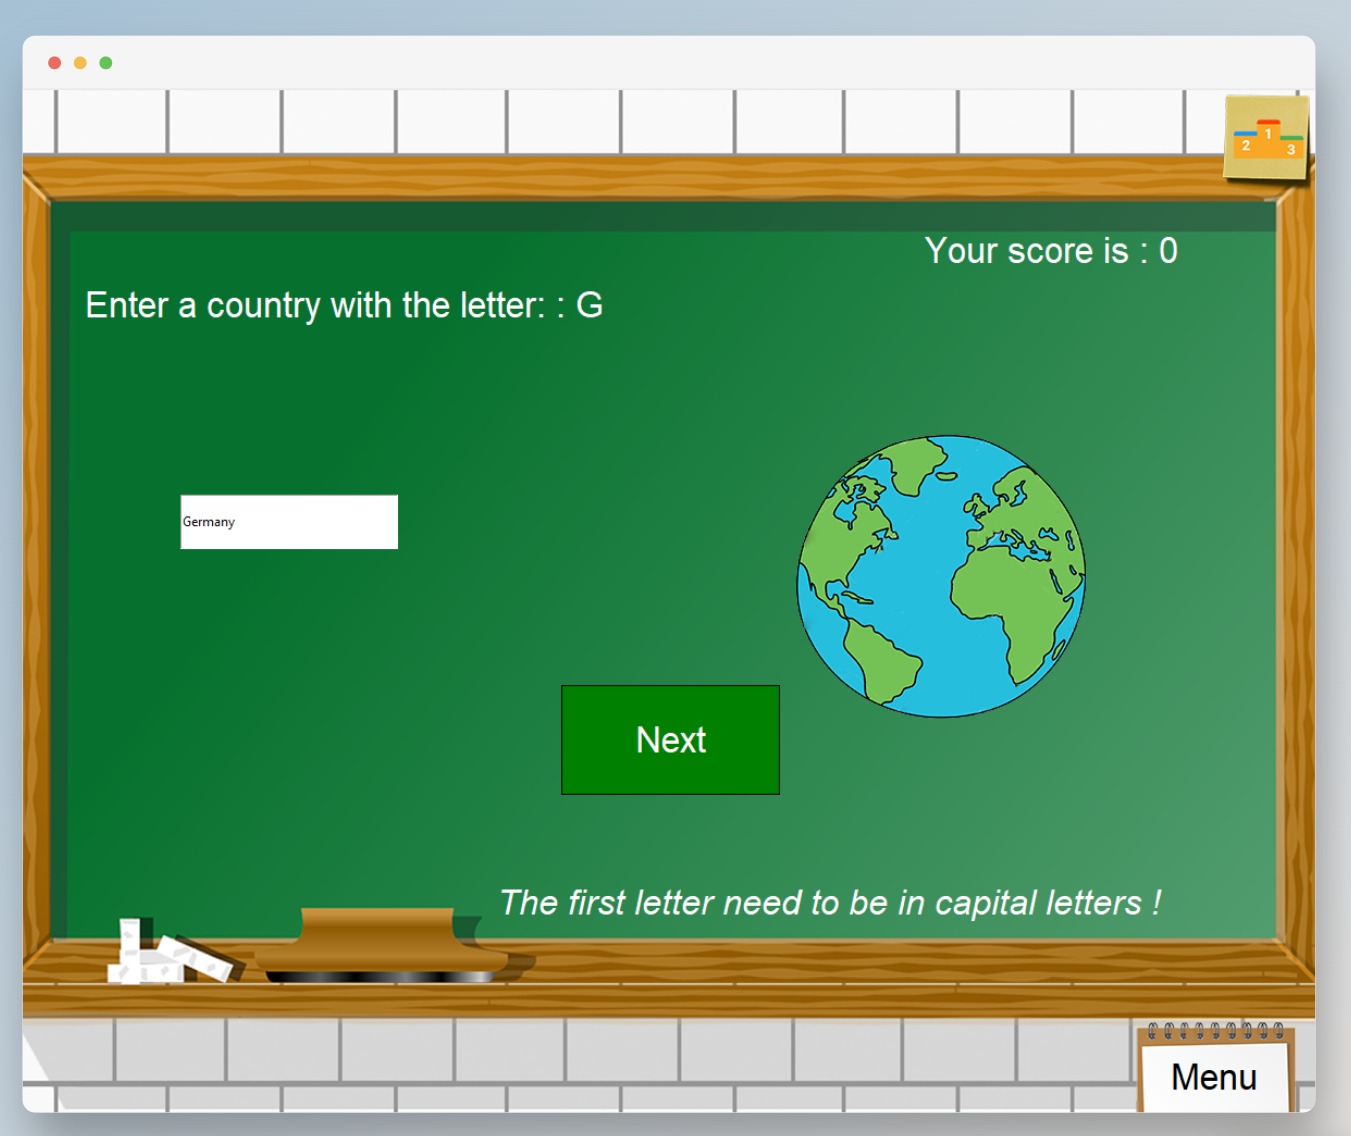 2 1 3
Your score is : 0
Enter a country with the letter: : G
Germany
Next
The first letter need to be in capital letters !
Menu